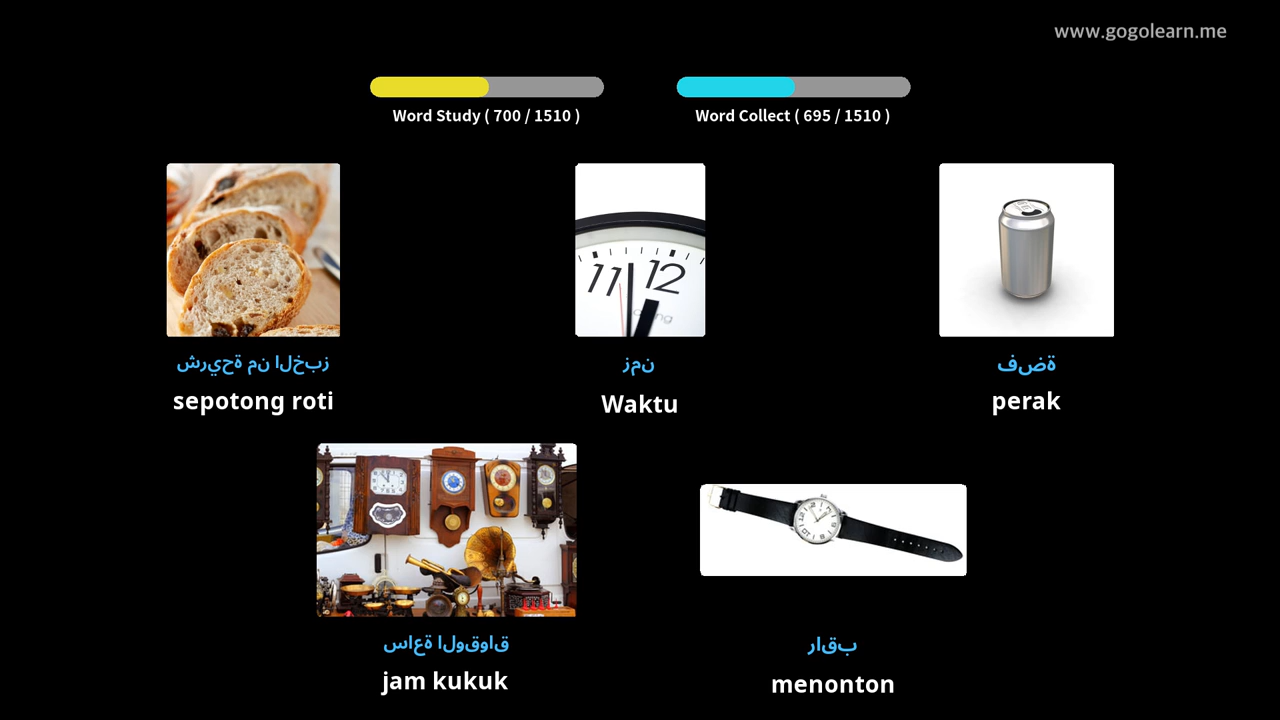 www.gogolearn.me
Word Study ( 700 / 1510 )
Word Collect ( 695 / 1510 )
شريحة من الخبز
sepotong roti
زمن
Waktu
فضة
perak
ساعة الوقواق
jam kukuk
راقب
menonton